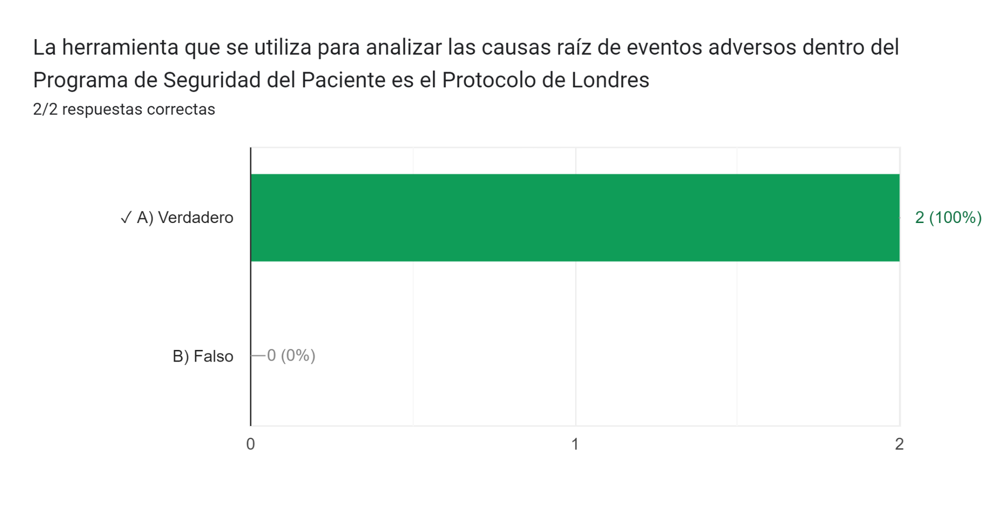 La herramienta que se utiliza para analizar las causas raíz de eventos adversos dentro del
Programa de Seguridad del Paciente es el Protocolo de Londres
2/2 respuestas correctas
✓ A) Verdadero
2 (100%)
B) Falso
0 (0%)
0
1
2